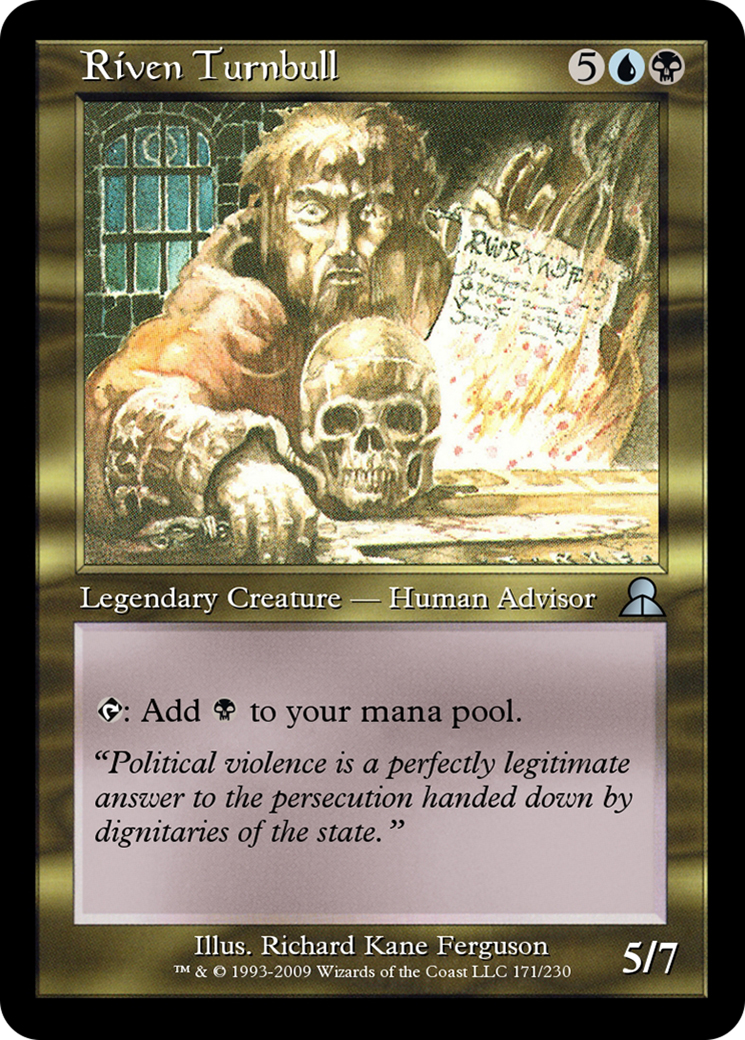 Riven Turnbull 5
Legendary Creature — Human Advisor
: Add to your mana pool.
“Political violence is a perfectly legitimate
answer to the persecution handed down by
dignitaries of the state.”
Illus. Richard Kane Ferguson
™ & © 1993-2009 Wizards of the Coast LLC 171/230
5/7